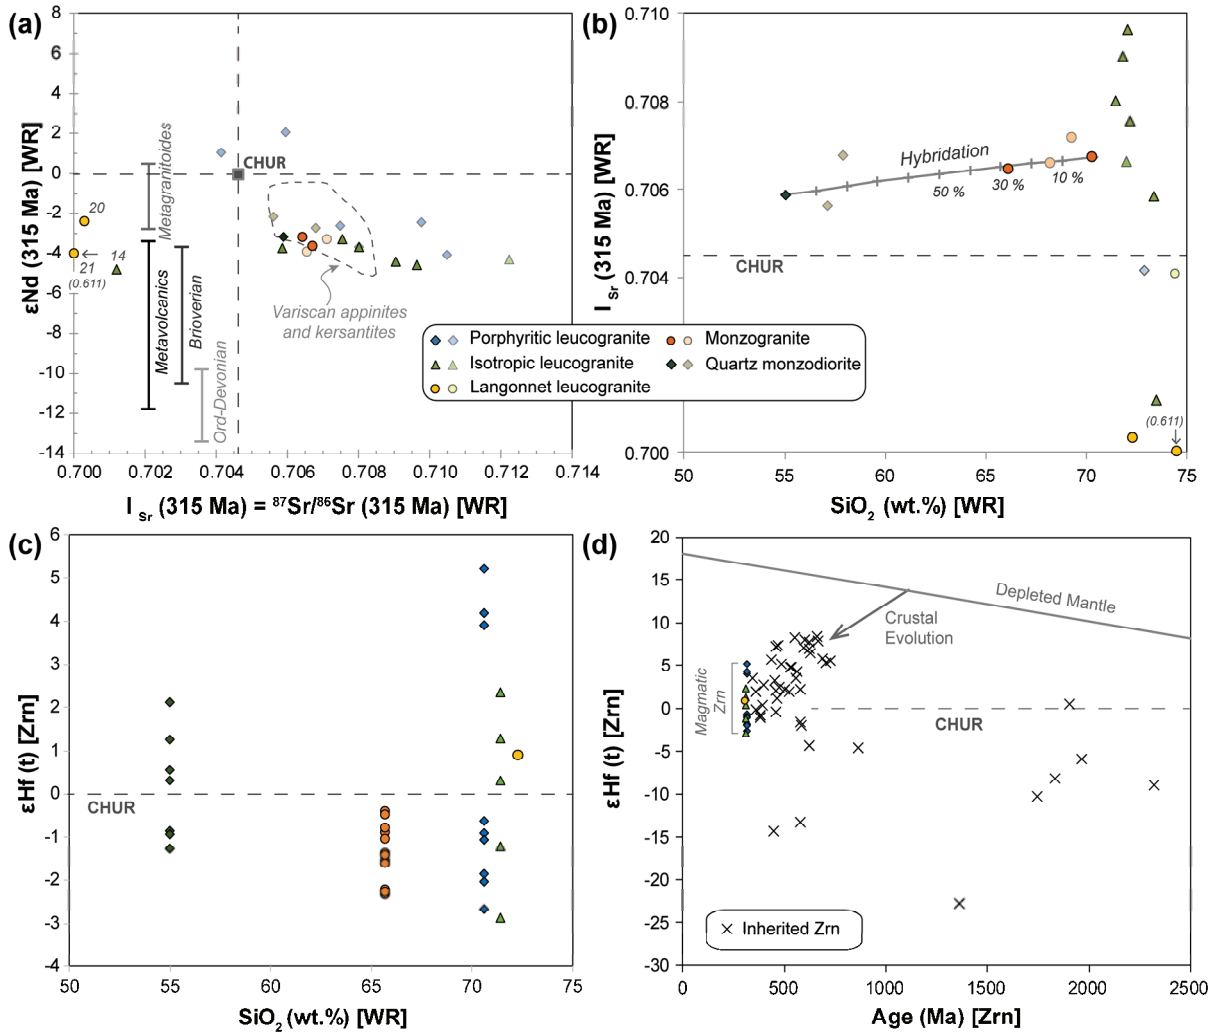 (a)
8
6
4
2
0
-2
-4
-6
-8
-10
-12
-14
εNd (315 Ma) [WR]
Metagranitoides
CHUR
20
14
21
(0.611)
Metavolcanics
Brioverian
Ord-Devonian
Variscan appinites
and kersantites
0.700 0.702 0.704 0.706 0.708 0.710 0.712 0.714
I Sr (315 Ma) = 87Sr/86Sr (315 Ma) [WR]
(b)
0.710
0.708
0.706
0.704
0.700
I Sr (315 Ma) [WR]
Hybridation
50 %
30 %
10 %
CHUR
(0.611)
50 55 60 65 70 75
SiO2 (wt.%) [WR]
Porphyritic leucogranite
Monzogranite
Isotropic leucogranite
Quartz monzodiorite
Langonnet leucogranite
(c)
6
5
4
3
2
1
0
-1
-2
-3
-4
εHf (t) [Zrn]
CHUR
50 55 60 65 70 75
SiO2 (wt.%) [WR]
(d)
20
15
10
5
0
-5
-10
-15
-20
-25
-30
εHf (t) [Zrn]
Depleted Mantle
Crustal
Evolution
Magmatic
Zrn
CHUR
Inherited Zrn
0 500 1000 1500 2000 2500
Age (Ma) [Zrn]